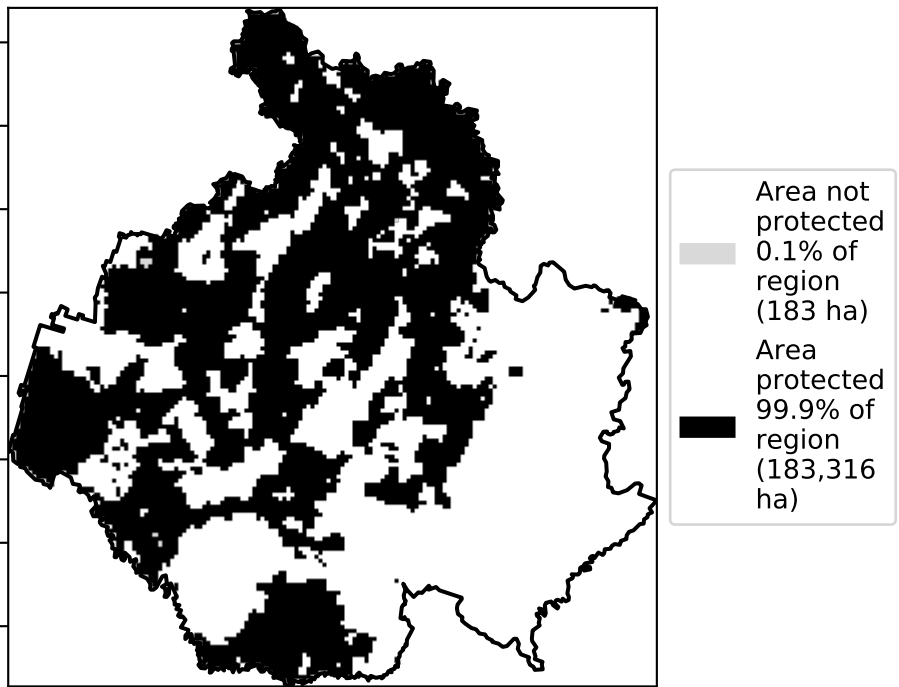 Area not
protected
0.1% of
region
(183 ha)
Area
protected
99.9% of
region
(183,316
ha)